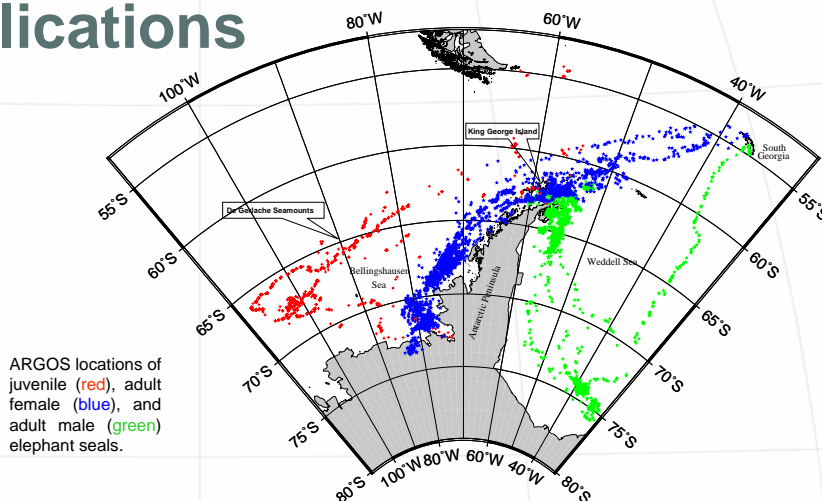 lications
80°W
60°W
100°W
40°W
King George Island
South
Georgia
De Gerlache Seamounts
55°S
55°S
60°S
60°S
Weddell Sea
Bellingshausen
Sea
Antarctic Peninsula
65°S
65°S
70°S
70°S
75°S
75°S
80°S
100°W
80°W
60°W
40°W
80°S
ARGOS locations of
juvenile (red), adult
female (blue), and
adult male (green)
elephant seals.